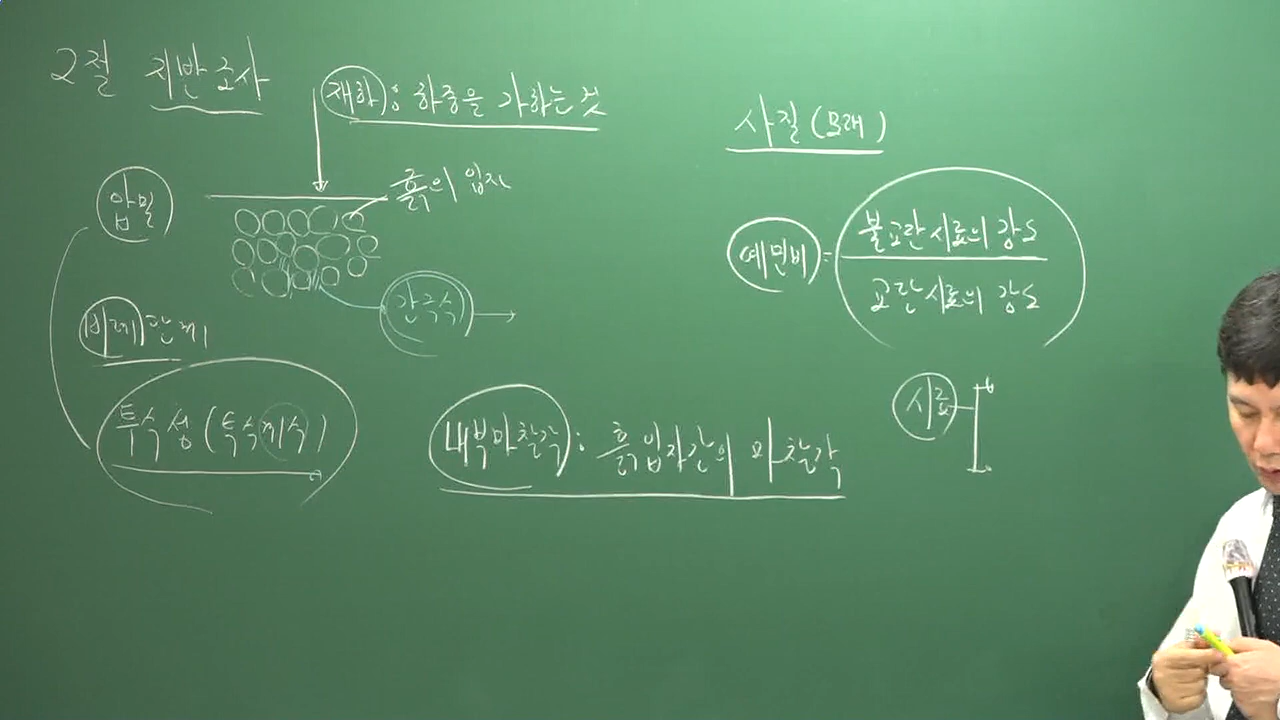 2절 지반조사
재하 : 하중을 가하는 것
흙의 입자
압밀
간극수
비례관계
투수성 (투수계수)
내부마찰각 : 흙입자간의 마찰각
사질 (모래)
예민비 = 불교란시료의 강도
교란시료의 강도
시료